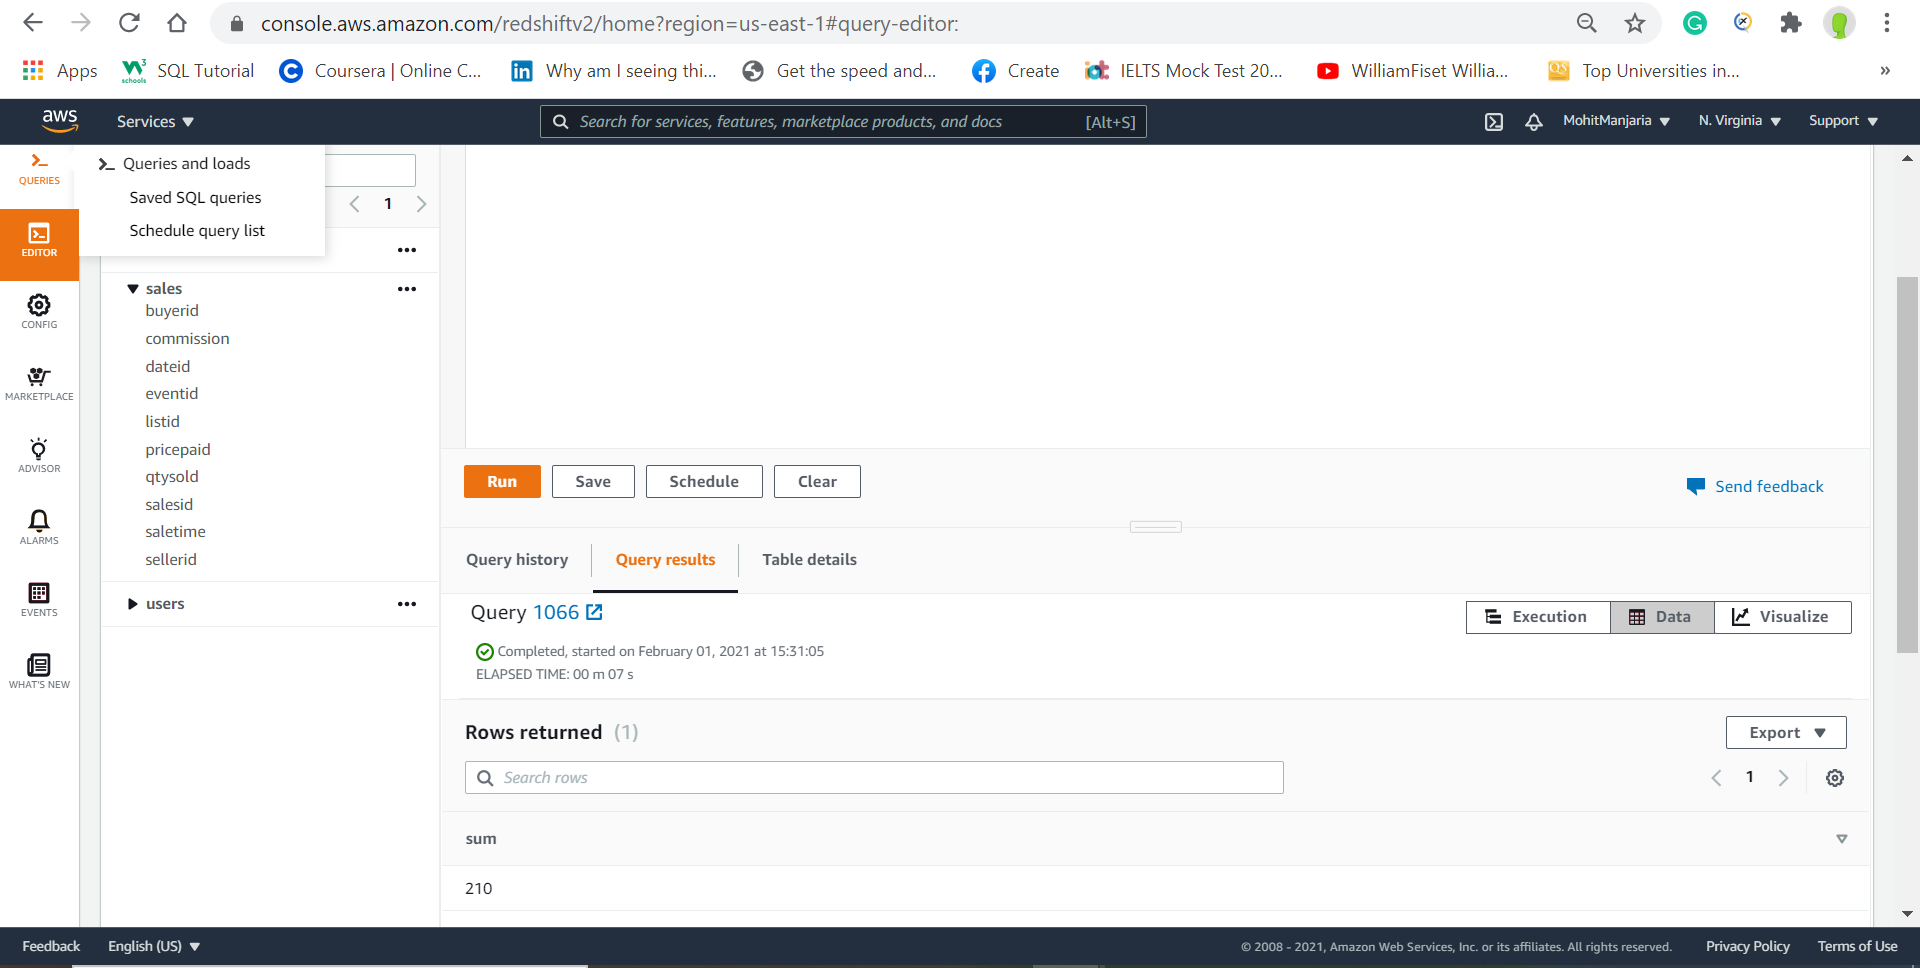 console.aws.amazon.com/redshiftv2/home?region=us-east-1#query-editor:
Apps
W3 schools
SQL Tutorial
Coursera | Online C...
Why am I seeing thi...
Get the speed and...
Create
IELTS Mock Test 20...
WilliamFiset Willia...
QS
Top Universities in...
»
aws
Services
Search for services, features, marketplace products, and docs
[Alt+S]
MohitManjaria
N. Virginia
Support
QUERIES
Queries and loads
Saved SQL queries
Schedule query list
1
EDITOR
sales
buyerid
commission
dateid
eventid
listid
pricepaid
qtysold
salesid
saletime
sellerid
users
CONFIG
MARKETPLACE
ADVISOR
ALARMS
EVENTS
WHAT'S NEW
Run
Save
Schedule
Clear
Send feedback
Query history
Query results
Table details
Query 1066
Execution
Data
Visualize
Completed, started on February 01, 2021 at 15:31:05
ELAPSED TIME: 00 m 07 s
Rows returned (1)
Export
Search rows
1
sum
210
Feedback
English (US)
© 2008 - 2021, Amazon Web Services, Inc. or its affiliates. All rights reserved.
Privacy Policy
Terms of Use